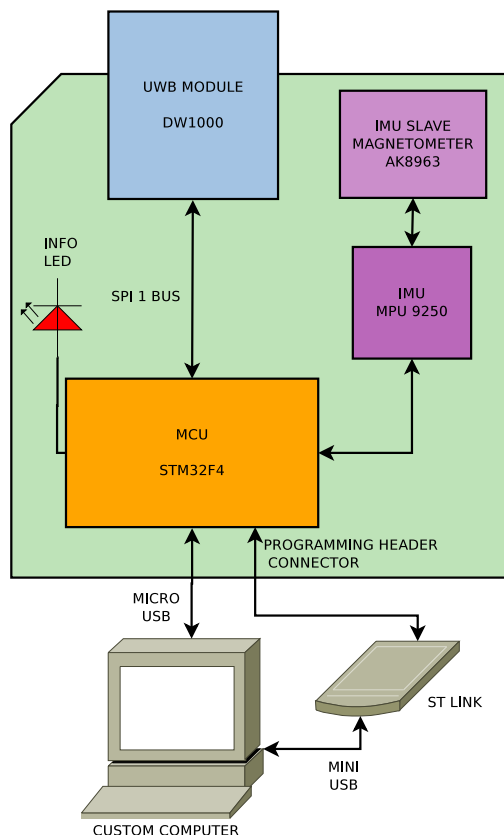 UWB MODULE
DW1000
IMU SLAVE
MAGNETOMETER
AK8963
INFO
LED
SPI 1 BUS
IMU
MPU 9250
MCU
STM32F4
PROGRAMMING HEADER
CONNECTOR
MICRO
USB
ST LINK
MINI
USB
CUSTOM COMPUTER